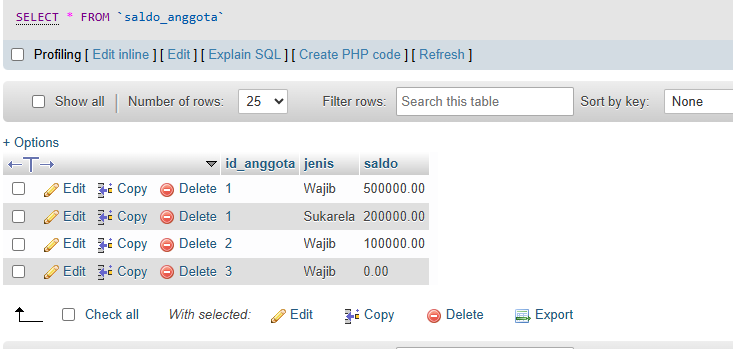 SELECT * FROM `saldo_anggota`
Profiling [ Edit inline ] [ Edit ] [ Explain SQL ] [ Create PHP code ] [ Refresh ]
Show all Number of rows: 25 Filter rows: Search this table Sort by key: None
+ Options
id_anggota jenis saldo
Edit Copy Delete 1 Wajib 500000.00
Edit Copy Delete 1 Sukarela 200000.00
Edit Copy Delete 2 Wajib 100000.00
Edit Copy Delete 3 Wajib 0.00
Check all With selected: Edit Copy Delete Export